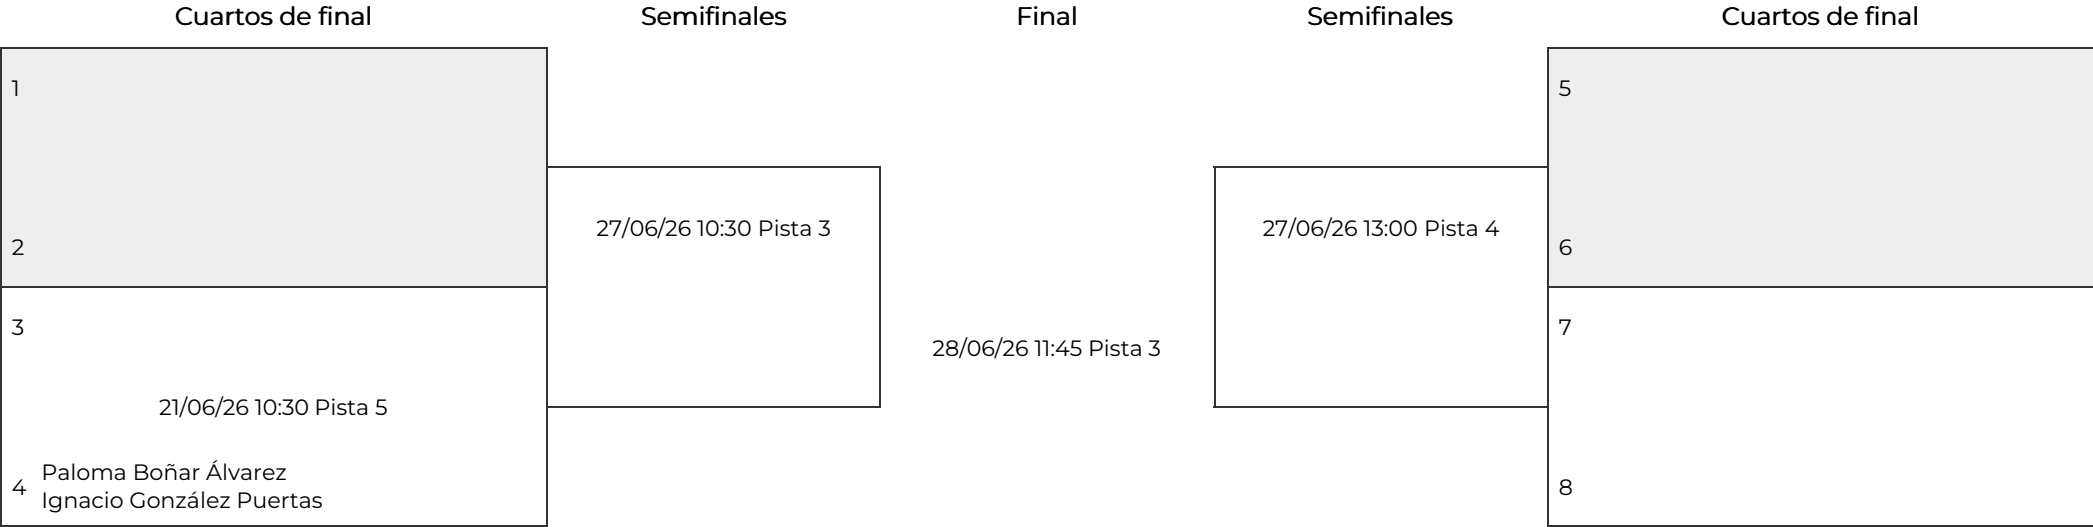 Cuartos de final
Semifinales
Final
Semifinales
Cuartos de final
1
2
3
21/06/26 10:30 Pista 5
4
Paloma Boñar Álvarez
Ignacio González Puertas
27/06/26 10:30 Pista 3
28/06/26 11:45 Pista 3
27/06/26 13:00 Pista 4
5
6
7
8